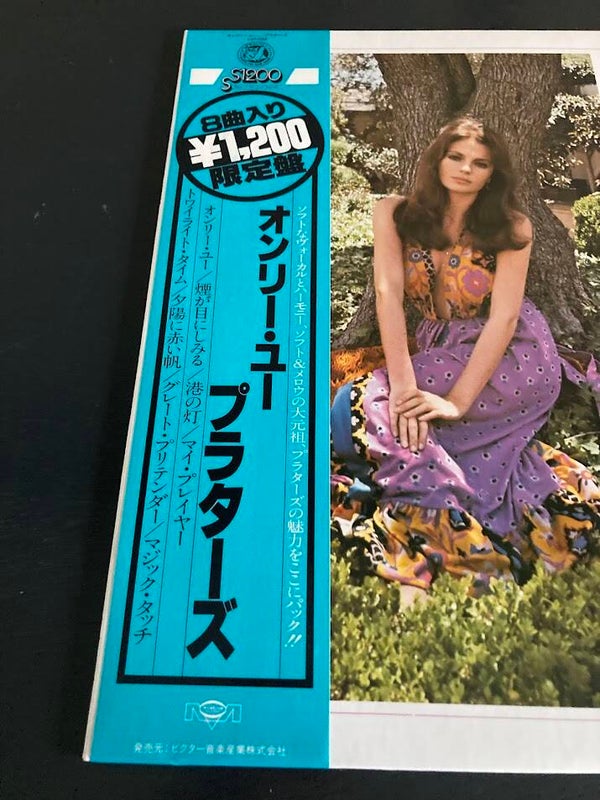 SS1200
8曲入り
¥1,200
限定盤
ソフトなヴォーカルとハーモニー、ソフト&メロウの大元祖、プラターズの魅力をここにパック!!
オンリー・ユー
プラターズ
オンリー・ユー/煙が目にしみる/港の灯/マイ・プレイヤー
トワイライト・タイム/夕陽に赤い帆/グレート・プリテンダー/マジック・タッチ
発売元:ビクター音楽産業株式会社